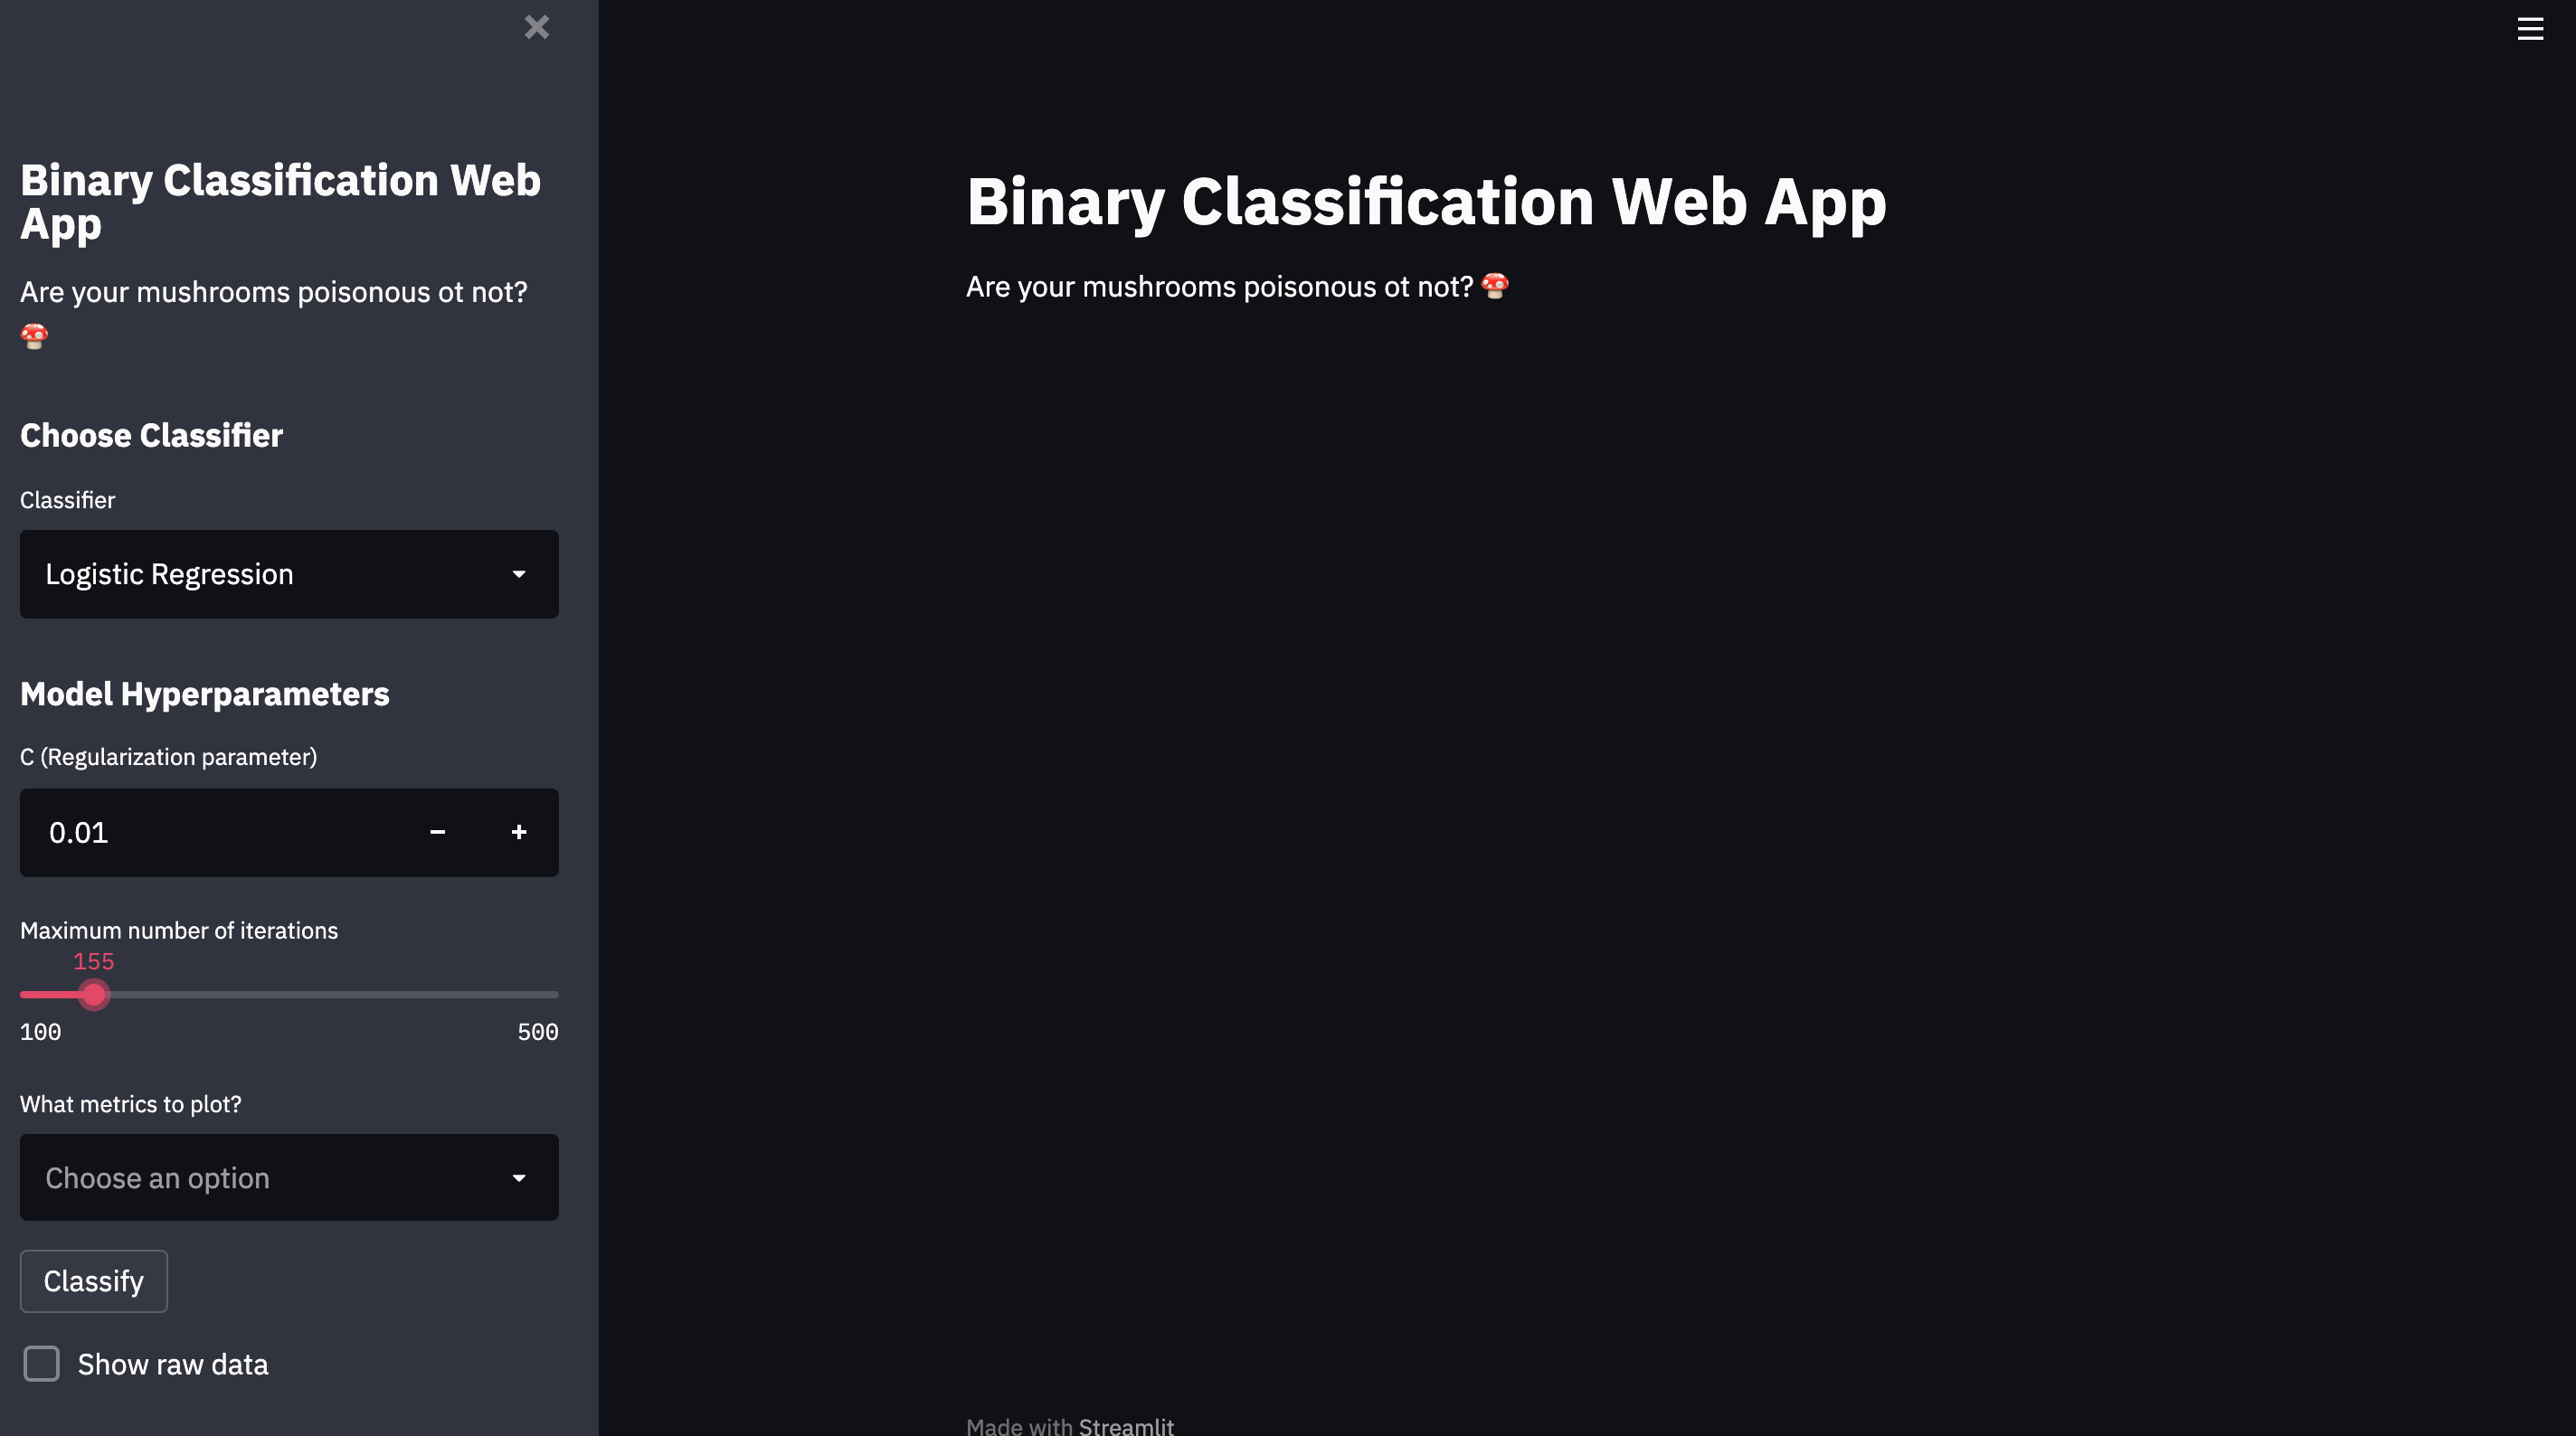 Binary Classification Web
App
Are your mushrooms poisonous ot not?
🍄
Choose Classifier
Classifier
Logistic Regression
Model Hyperparameters
C (Regularization parameter)
0.01 − +
Maximum number of iterations
155
100 500
What metrics to plot?
Choose an option
Classify
Show raw data
Binary Classification Web App
Are your mushrooms poisonous ot not? 🍄
Made with Streamlit